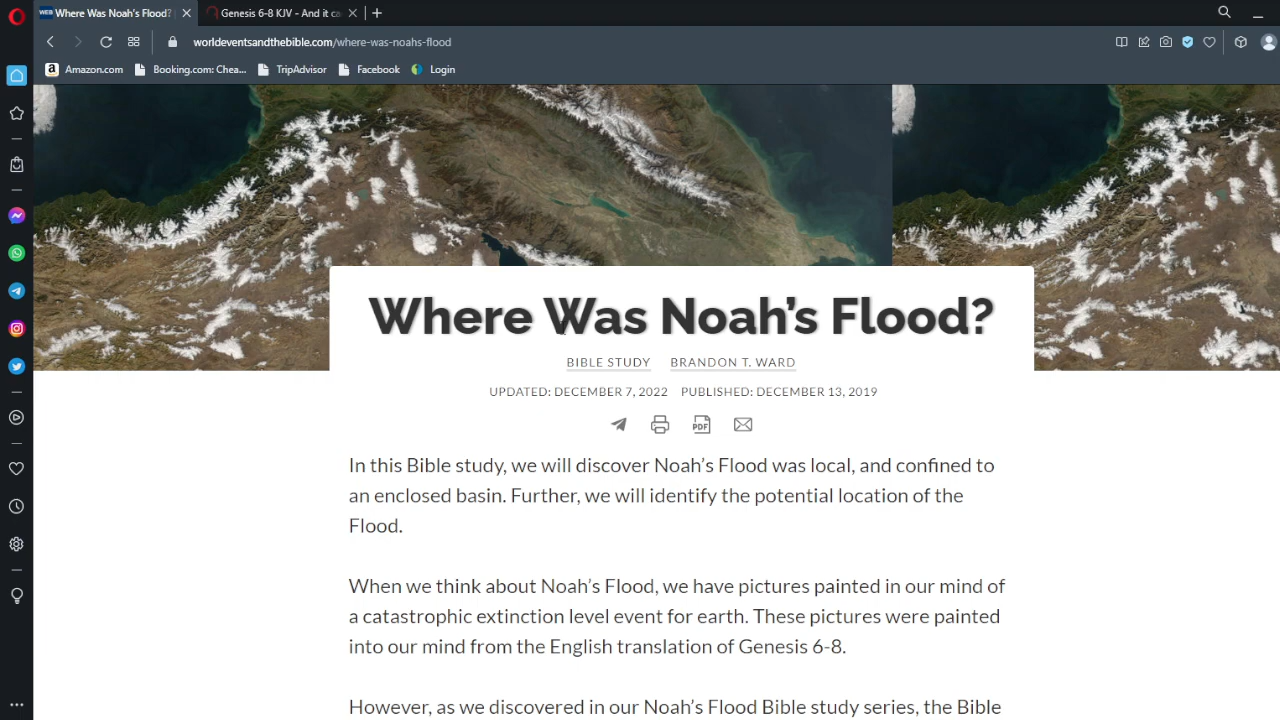 WEB Where Was Noah's Flood?
Genesis 6-8 KJV - And it ca
worldeventsandthebible.com/where-was-noahs-flood
a Amazon.com Booking.com: Chea... TripAdvisor Facebook Login
Where Was Noah's Flood?
BIBLE STUDY BRANDON T. WARD
UPDATED: DECEMBER 7, 2022 PUBLISHED: DECEMBER 13, 2019
PDF
In this Bible study, we will discover Noah's Flood was local, and confined to
an enclosed basin. Further, we will identify the potential location of the
Flood.
When we think about Noah's Flood, we have pictures painted in our mind of
a catastrophic extinction level event for earth. These pictures were painted
into our mind from the English translation of Genesis 6-8.
However, as we discovered in our Noah's Flood Bible study series, the Bible